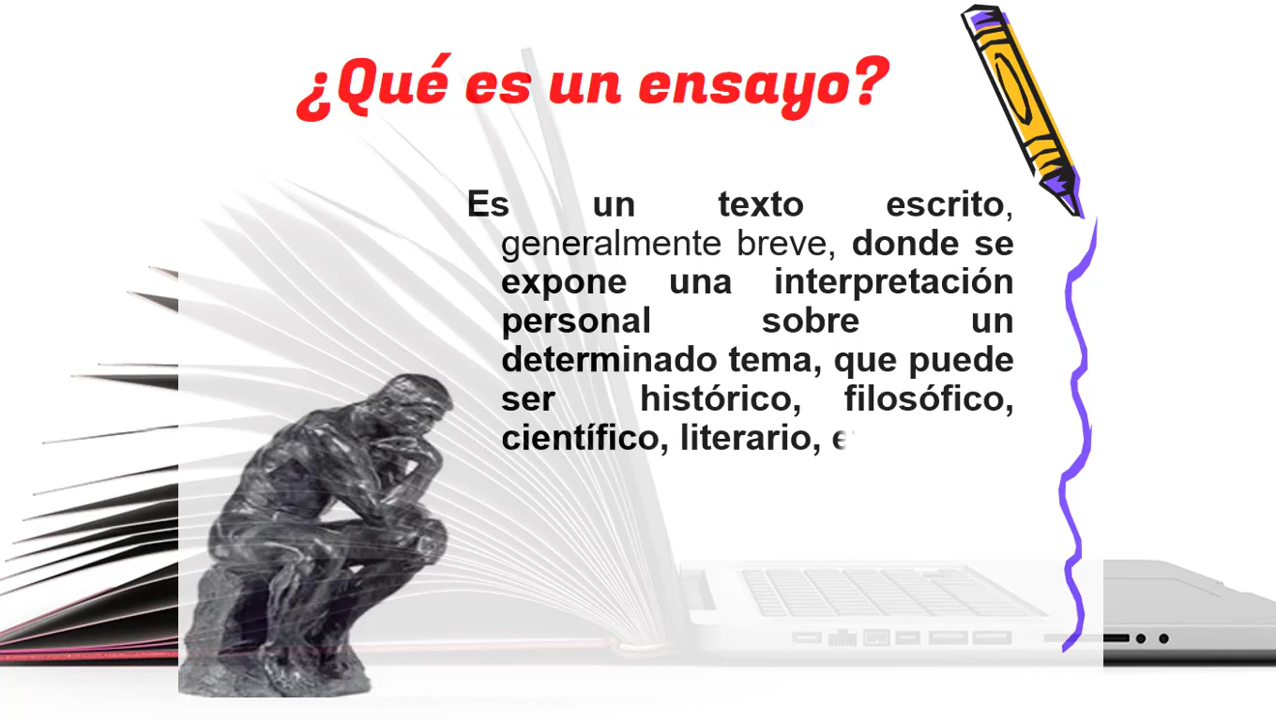 ¿Qué es un ensayo?
Es un texto escrito,
generalmente breve, donde se
expone una interpretación
personal sobre un
determinado tema, que puede
ser histórico, filosófico,
científico, literario,